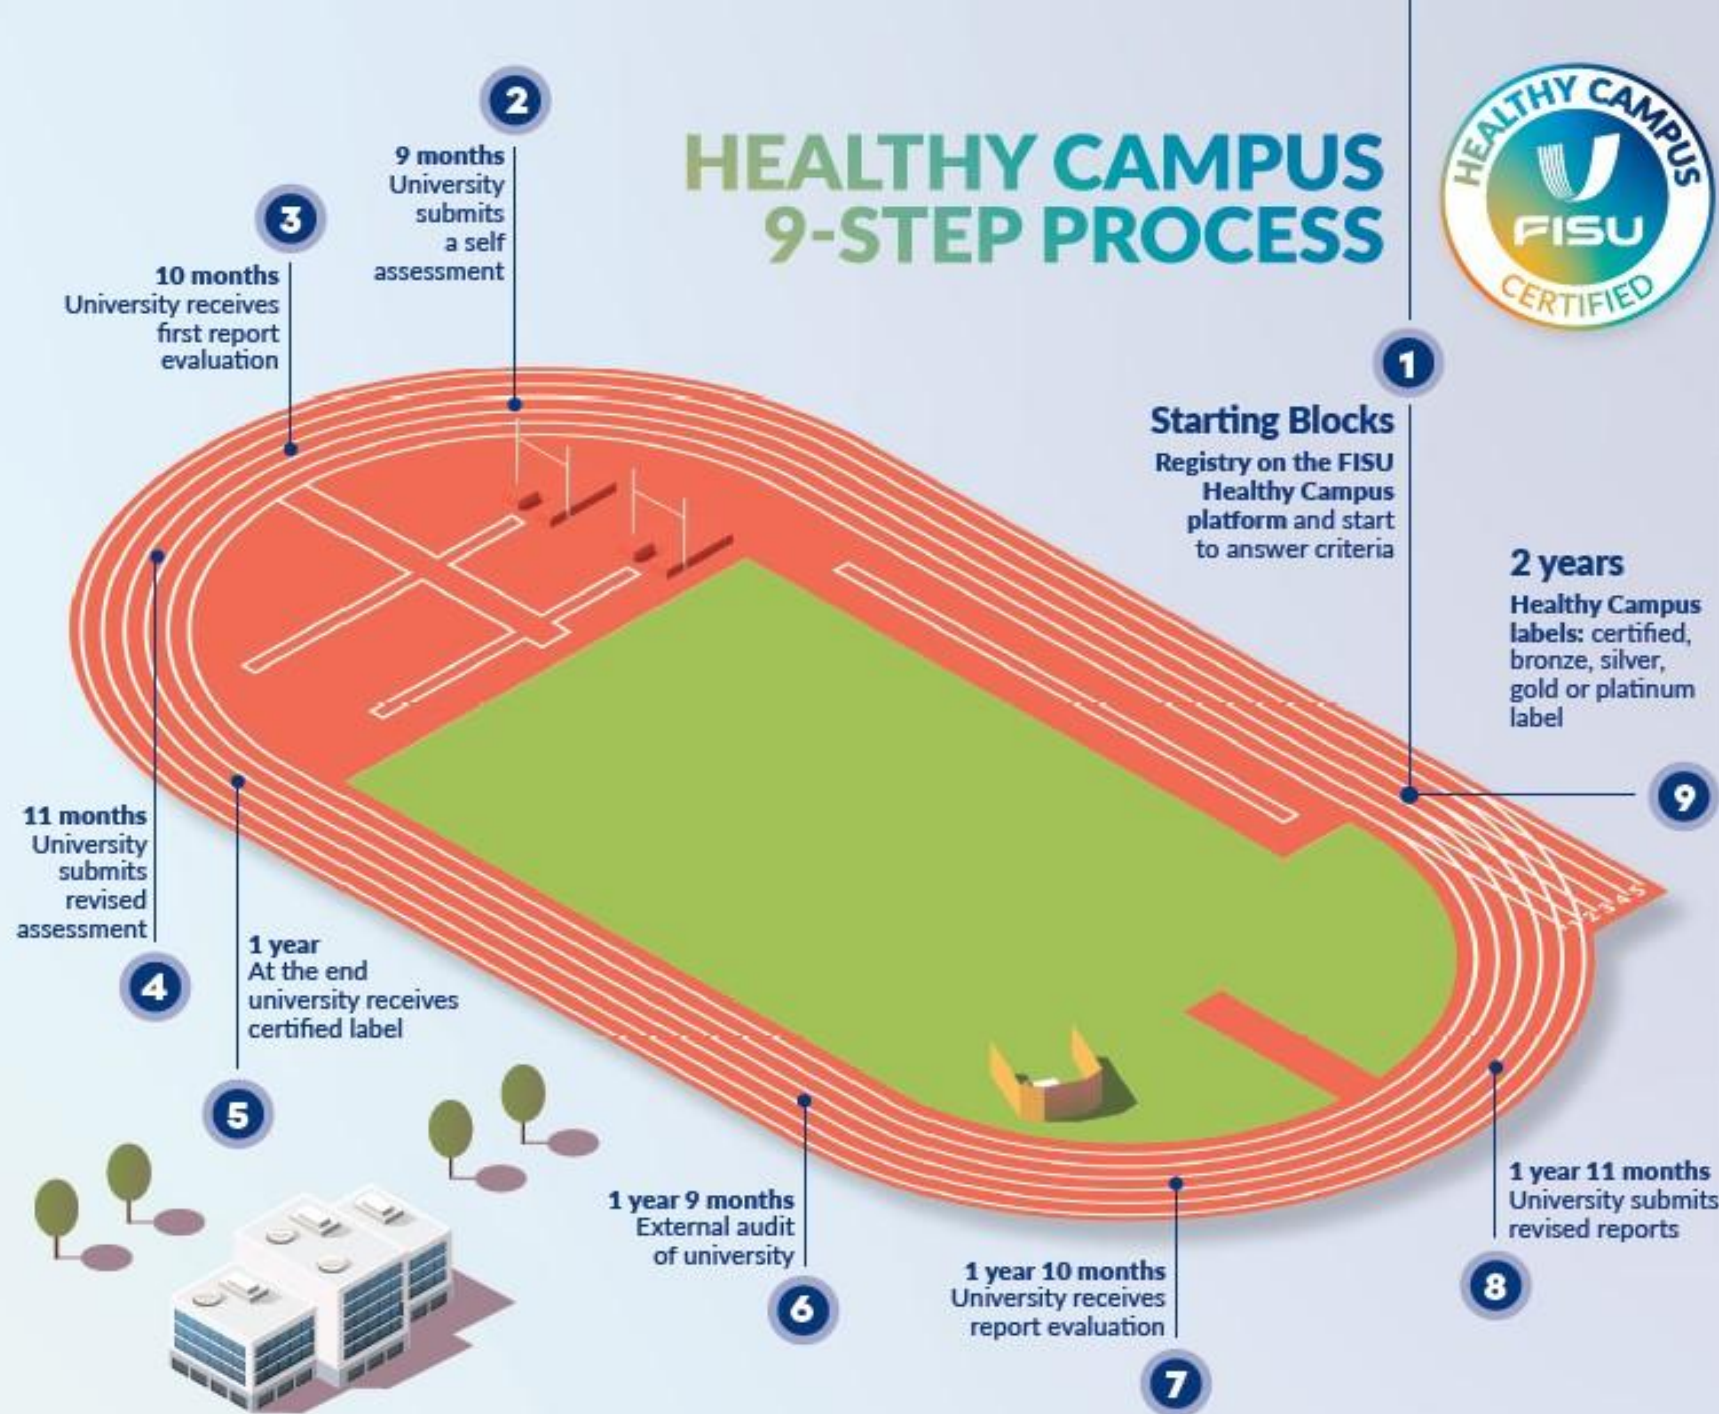 HEALTHY CAMPUS
9-STEP PROCESS
HEALTHY CAMPUS
FISU
CERTIFIED
1
Starting Blocks
Registry on the FISU
Healthy Campus
platform and start
to answer criteria
2
9 months
University
submits
a self
assessment
3
10 months
University receives
first report
evaluation
11 months
University
submits
revised
assessment
4
1 year
At the end
university receives
certified label
5
1 year 9 months
External audit
of university
6
1 year 10 months
University receives
report evaluation
7
1 year 11 months
University submits
revised reports
8
2 years
Healthy Campus
labels: certified,
bronze, silver,
gold or platinum
label
9
1 2 3 4 5